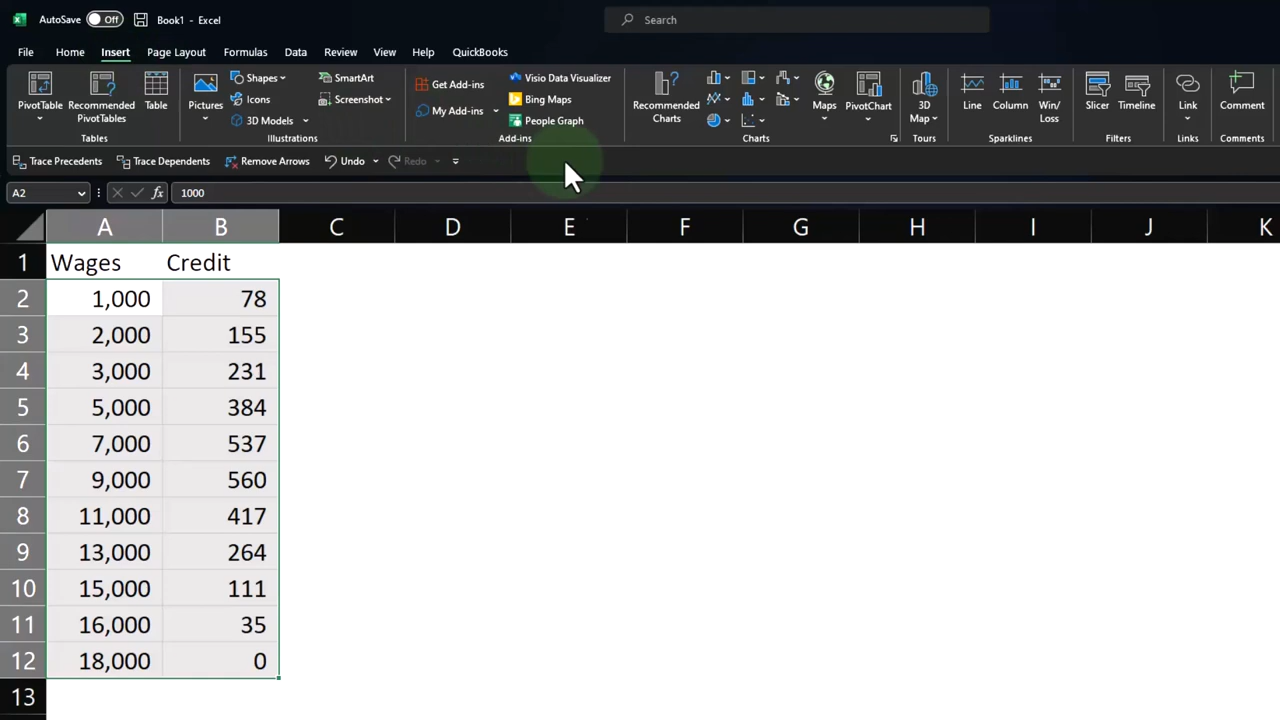 AutoSave Off Book1 - Excel Search
File Home Insert Page Layout Formulas Data Review View Help QuickBooks
PivotTable Recommended PivotTables Table
Tables
Pictures Shapes Icons 3D Models SmartArt Screenshot
Illustrations
Get Add-ins My Add-ins Visio Data Visualizer Bing Maps People Graph
Add-ins
Recommended Charts Maps PivotChart
Charts
3D Map
Tours
Line Column Win/Loss
Sparklines
Slicer Timeline
Filters
Link
Links
Comment
Comments
Trace Precedents Trace Dependents Remove Arrows Undo Redo
A2 fx 1000
A B C D E F G H I J K
1 Wages Credit
2 1,000 78
3 2,000 155
4 3,000 231
5 5,000 384
6 7,000 537
7 9,000 560
8 11,000 417
9 13,000 264
10 15,000 111
11 16,000 35
12 18,000 0
13